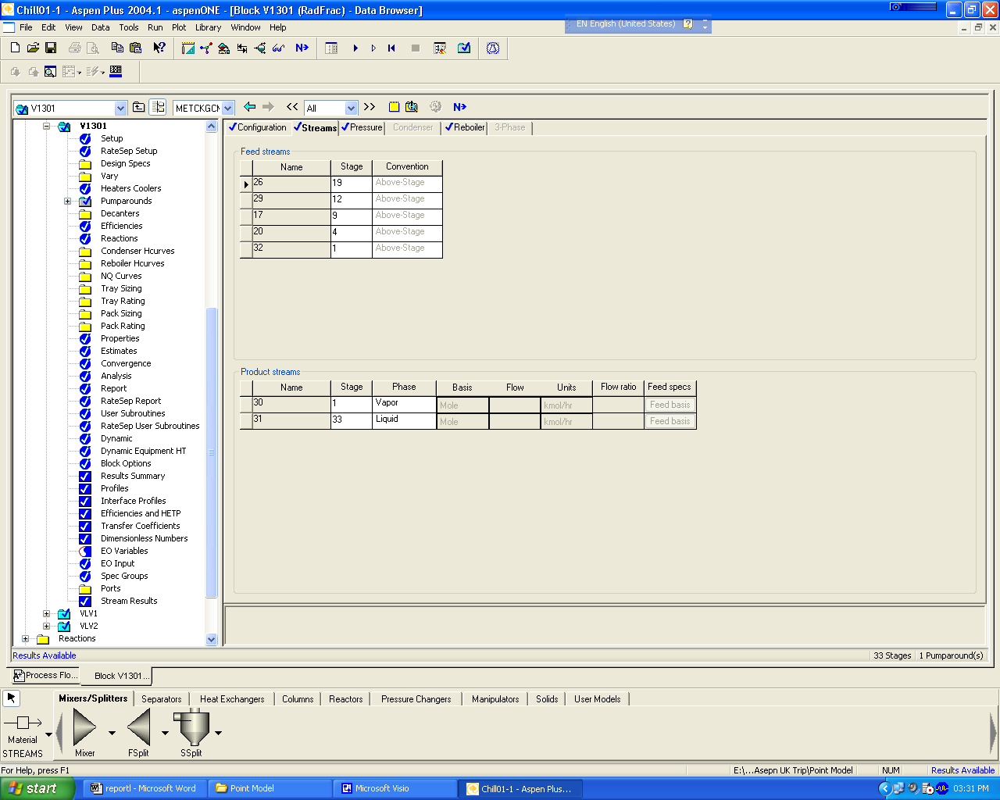 Chill01-1 - Aspen Plus 2004.1 - aspenONE - [Block V1301 (RadFrac) - Data Browser]
File Edit View Data Tools Run Plot Library Window Help
EN English (United States)
N➔
V1301
METCKGCN
<< All >>
N➔
V1301
Setup
RateSep Setup
Design Specs
Vary
Heaters Coolers
Pumparounds
Decanters
Efficiencies
Reactions
Condenser Hcurves
Reboiler Hcurves
NQ Curves
Tray Sizing
Tray Rating
Pack Sizing
Pack Rating
Properties
Estimates
Convergence
Analysis
Report
RateSep Report
User Subroutines
RateSep User Subroutines
Dynamic
Dynamic Equipment HT
Block Options
Results Summary
Profiles
Interface Profiles
Efficiencies and HETP
Transfer Coefficients
Dimensionless Numbers
EO Variables
EO Input
Spec Groups
Ports
Stream Results
VLV1
VLV2
Reactions
Configuration Streams Pressure Condenser Reboiler 3-Phase
Feed streams
Name Stage Convention
26 19 Above-Stage
29 12 Above-Stage
17 9 Above-Stage
20 4 Above-Stage
32 1 Above-Stage
Product streams
Name Stage Phase Basis Flow Units Flow ratio Feed specs
30 1 Vapor Mole kmol/hr Feed basis
31 33 Liquid Mole kmol/hr Feed basis
Results Available 33 Stages 1 Pumparound(s)
Process Flo... Block V1301...
Mixers/Splitters Separators Heat Exchangers Columns Reactors Pressure Changers Manipulators Solids User Models
Material
STREAMS
Mixer FSplit SSplit
For Help, press F1 E:\...Asepn UK Trip\Point Model NUM Results Available
start reportl - Microsoft Word Point Model Microsoft Visio Chill01-1 - Aspen Plus... 03:31 PM